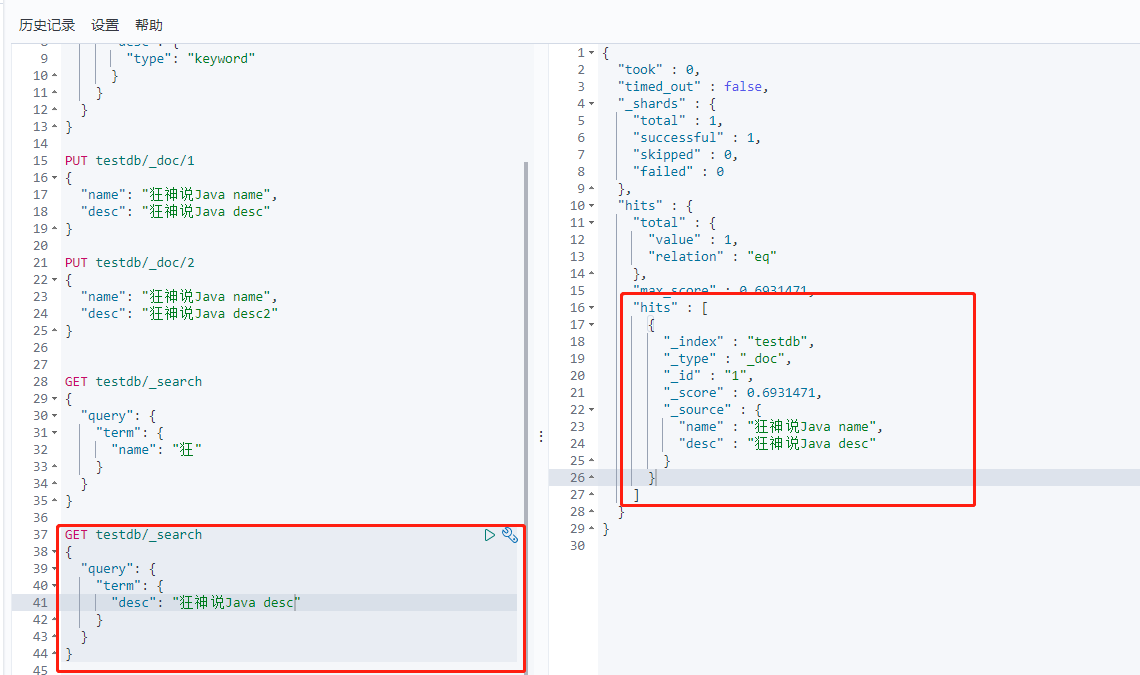 历史记录 设置 帮助
8 "desc": {
9 "type": "keyword"
10 }
11 }
12 }
13 }
14
15 PUT testdb/_doc/1
16 {
17 "name": "狂神说Java name",
18 "desc": "狂神说Java desc"
19 }
20
21 PUT testdb/_doc/2
22 {
23 "name": "狂神说Java name",
24 "desc": "狂神说Java desc2"
25 }
26
27
28 GET testdb/_search
29 {
30 "query": {
31 "term": {
32 "name": "狂"
33 }
34 }
35 }
36
37 GET testdb/_search
38 {
39 "query": {
40 "term": {
41 "desc": "狂神说Java desc"
42 }
43 }
44 }
45
1 {
2 "took" : 0,
3 "timed_out" : false,
4 "_shards" : {
5 "total" : 1,
6 "successful" : 1,
7 "skipped" : 0,
8 "failed" : 0
9 },
10 "hits" : {
11 "total" : {
12 "value" : 1,
13 "relation" : "eq"
14 },
15 "max_score" : 0.6931471,
16 "hits" : [
17 {
18 "_index" : "testdb",
19 "_type" : "_doc",
20 "_id" : "1",
21 "_score" : 0.6931471,
22 "_source" : {
23 "name" : "狂神说Java name",
24 "desc" : "狂神说Java desc"
25 }
26 }
27 ]
28 }
29 }
30